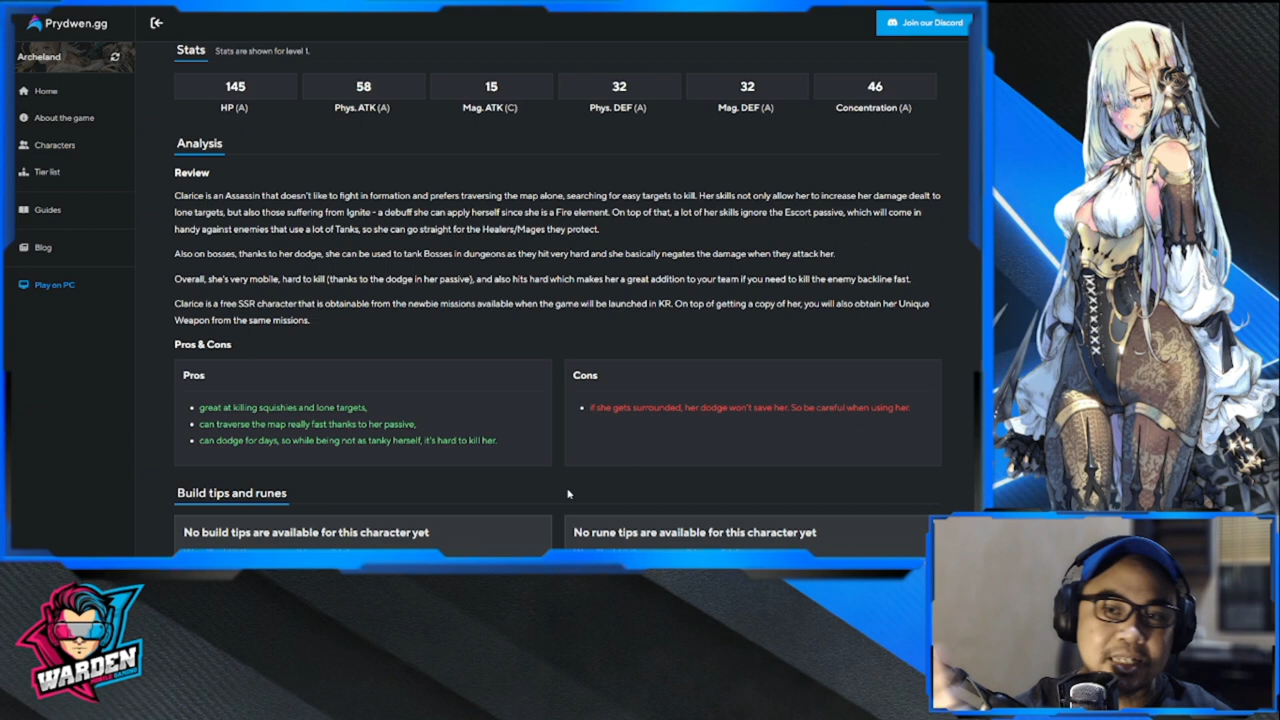 Prydwen.gg
Join our Discord
Archeland
Home
About the game
Characters
Tier list
Guides
Blog
Play on PC
Stats Stats are shown for level 1.
145 58 15 32 32 46
HP (A) Phys. ATK (A) Mag. ATK (C) Phys. DEF (A) Mag. DEF (A) Concentration (A)
Analysis
Review
Clarice is an Assassin that doesn't like to fight in formation and prefers traversing the map alone, searching for easy targets to kill. Her skills not only allow her to increase her damage dealt to
lone targets, but also those suffering from Ignite - a debuff she can apply herself since she is a Fire element. On top of that, a lot of her skills ignore the Escort passive, which will come in
handy against enemies that use a lot of Tanks, so she can go straight for the Healers/Mages they protect.
Also on bosses, thanks to her dodge, she can be used to tank Bosses in dungeons as they hit very hard and she basically negates the damage when they attack her.
Overall, she's very mobile, hard to kill (thanks to the dodge in her passive), and also hits hard which makes her a great addition to your team if you need to kill the enemy backline fast.
Clarice is a free SSR character that is obtainable from the newbie missions available when the game will be launched in KR. On top of getting a copy of her, you will also obtain her Unique
Weapon from the same missions.
Pros & Cons
Pros
great at killing squishies and lone targets,
can traverse the map really fast thanks to her passive,
can dodge for days, so while being not as tanky herself, it's hard to kill her.
Cons
if she gets surrounded, her dodge won't save her. So be careful when using her.
Build tips and runes
No build tips are available for this character yet
No rune tips are available for this character yet
WARDEN
MOBILE GAMING